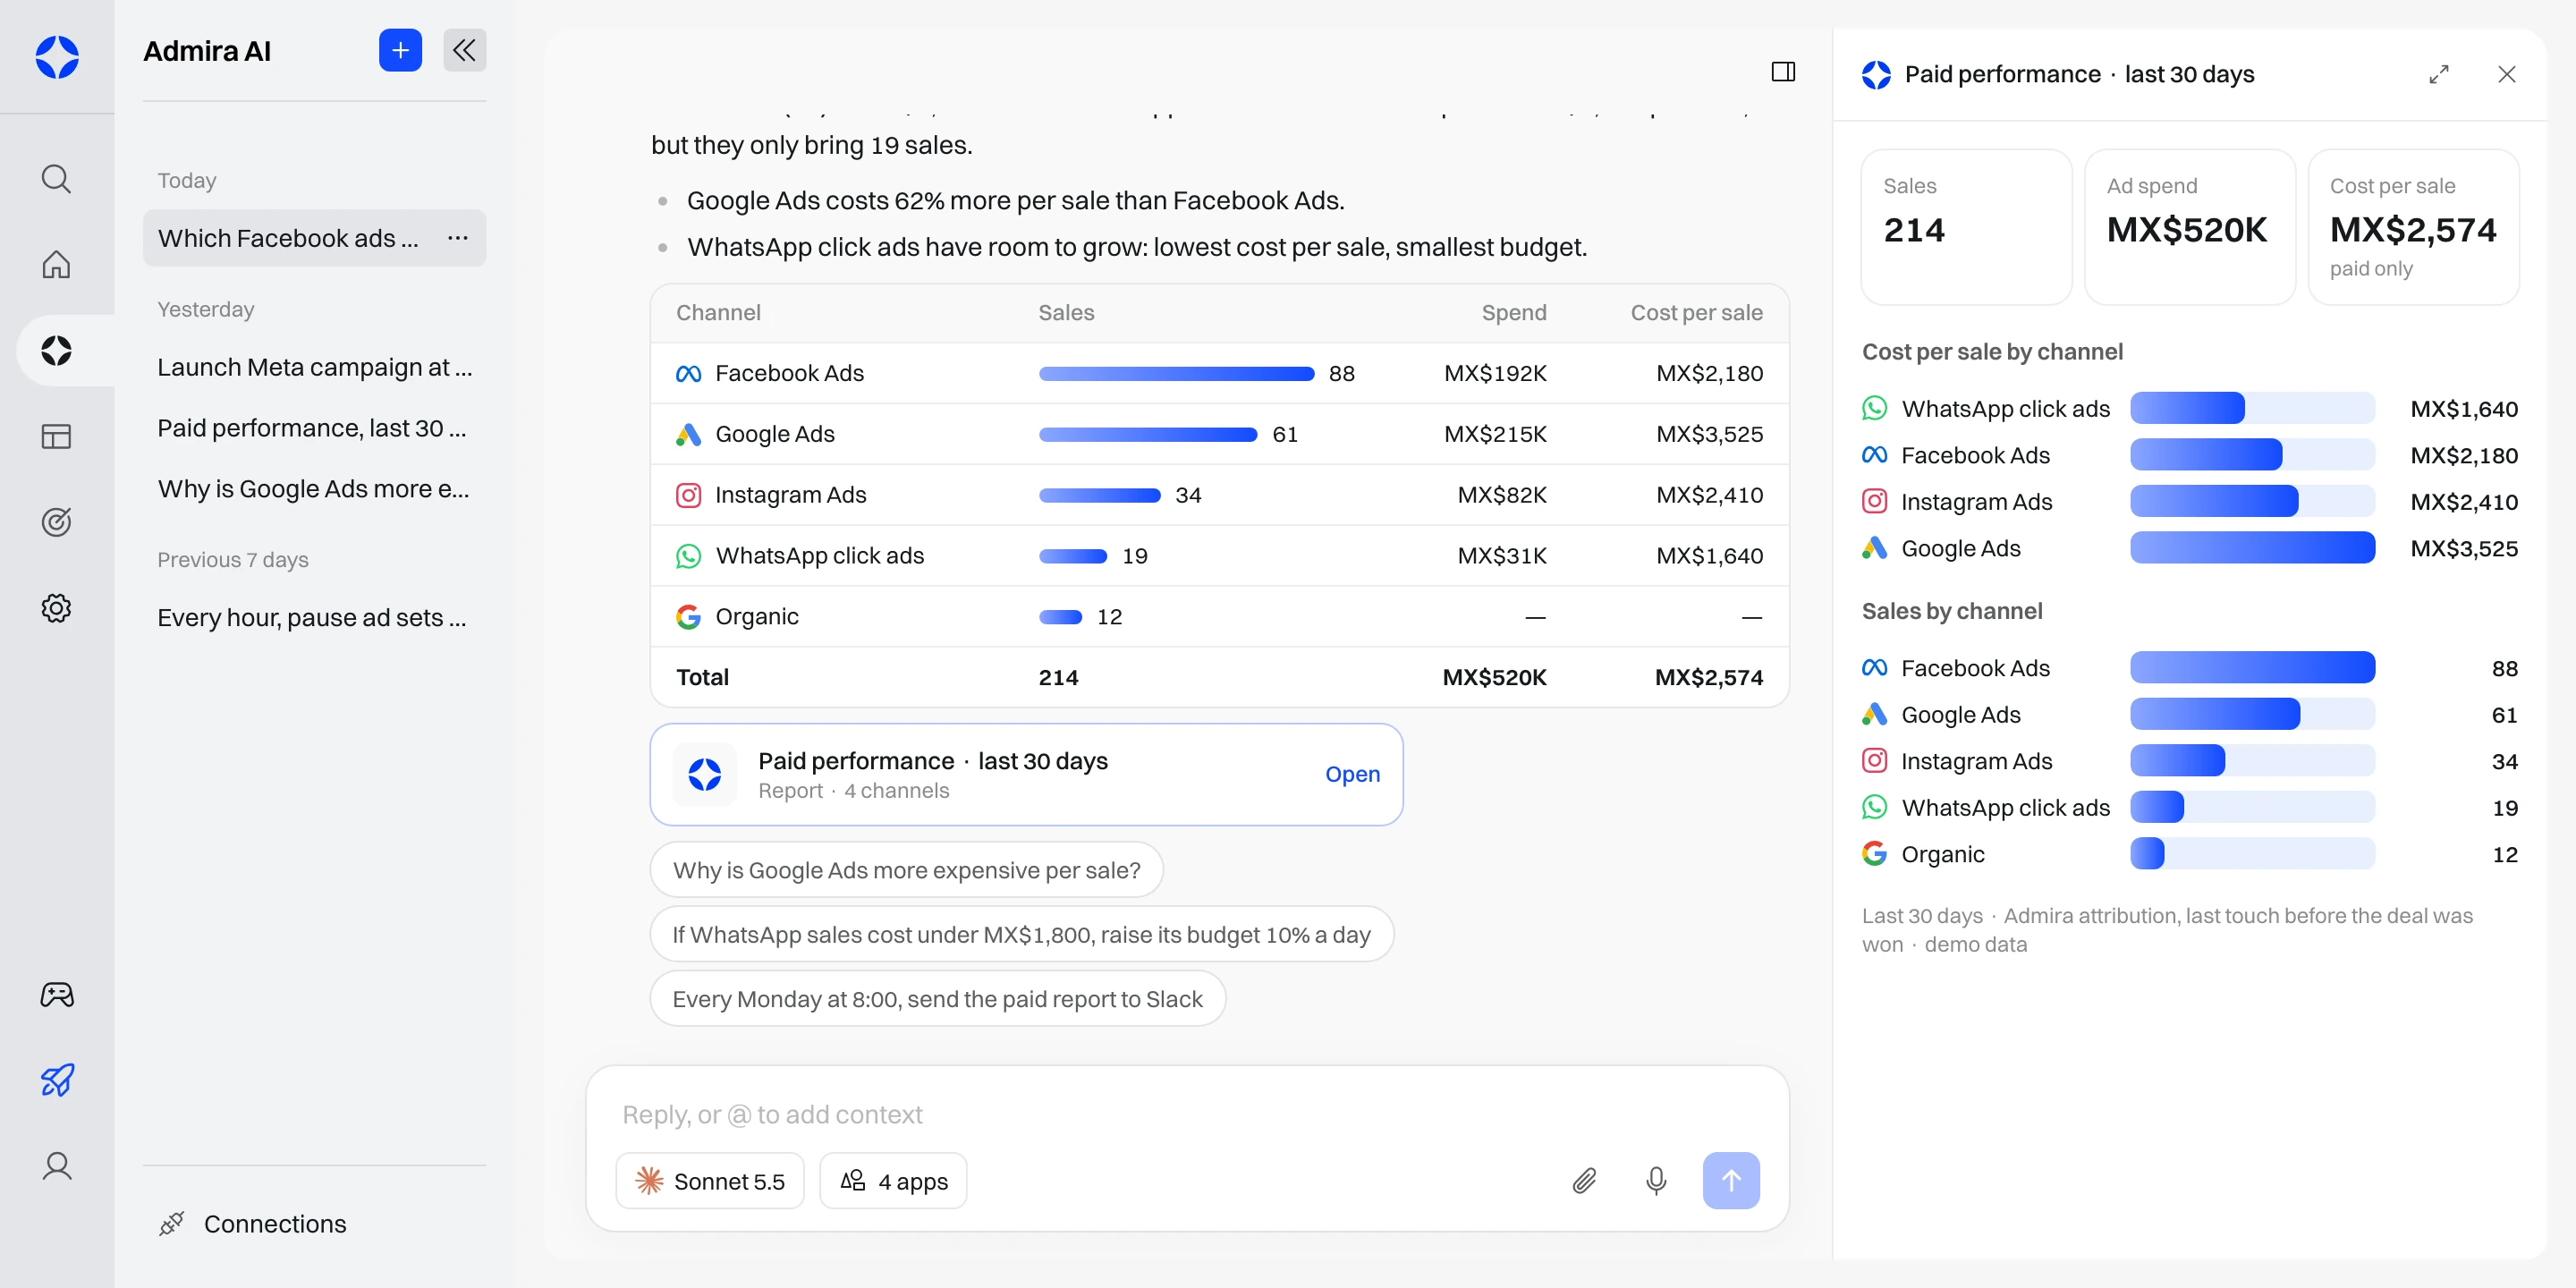 Admira AI
Today
Which Facebook ads ...
Yesterday
Launch Meta campaign at ...
Paid performance, last 30 ...
Why is Google Ads more e...
Previous 7 days
Every hour, pause ad sets ...
Connections
but they only bring 19 sales.
Google Ads costs 62% more per sale than Facebook Ads.
WhatsApp click ads have room to grow: lowest cost per sale, smallest budget.
Channel Sales Spend Cost per sale
Facebook Ads 88 MX$192K MX$2,180
Google Ads 61 MX$215K MX$3,525
Instagram Ads 34 MX$82K MX$2,410
WhatsApp click ads 19 MX$31K MX$1,640
Organic 12 — —
Total 214 MX$520K MX$2,574
Paid performance · last 30 days
Report · 4 channels
Open
Why is Google Ads more expensive per sale?
If WhatsApp sales cost under MX$1,800, raise its budget 10% a day
Every Monday at 8:00, send the paid report to Slack
Reply, or @ to add context
Sonnet 5.5
4 apps
Paid performance · last 30 days
Sales
214
Ad spend
MX$520K
Cost per sale
MX$2,574
paid only
Cost per sale by channel
WhatsApp click ads MX$1,640
Facebook Ads MX$2,180
Instagram Ads MX$2,410
Google Ads MX$3,525
Sales by channel
Facebook Ads 88
Google Ads 61
Instagram Ads 34
WhatsApp click ads 19
Organic 12
Last 30 days · Admira attribution, last touch before the deal was
won · demo data